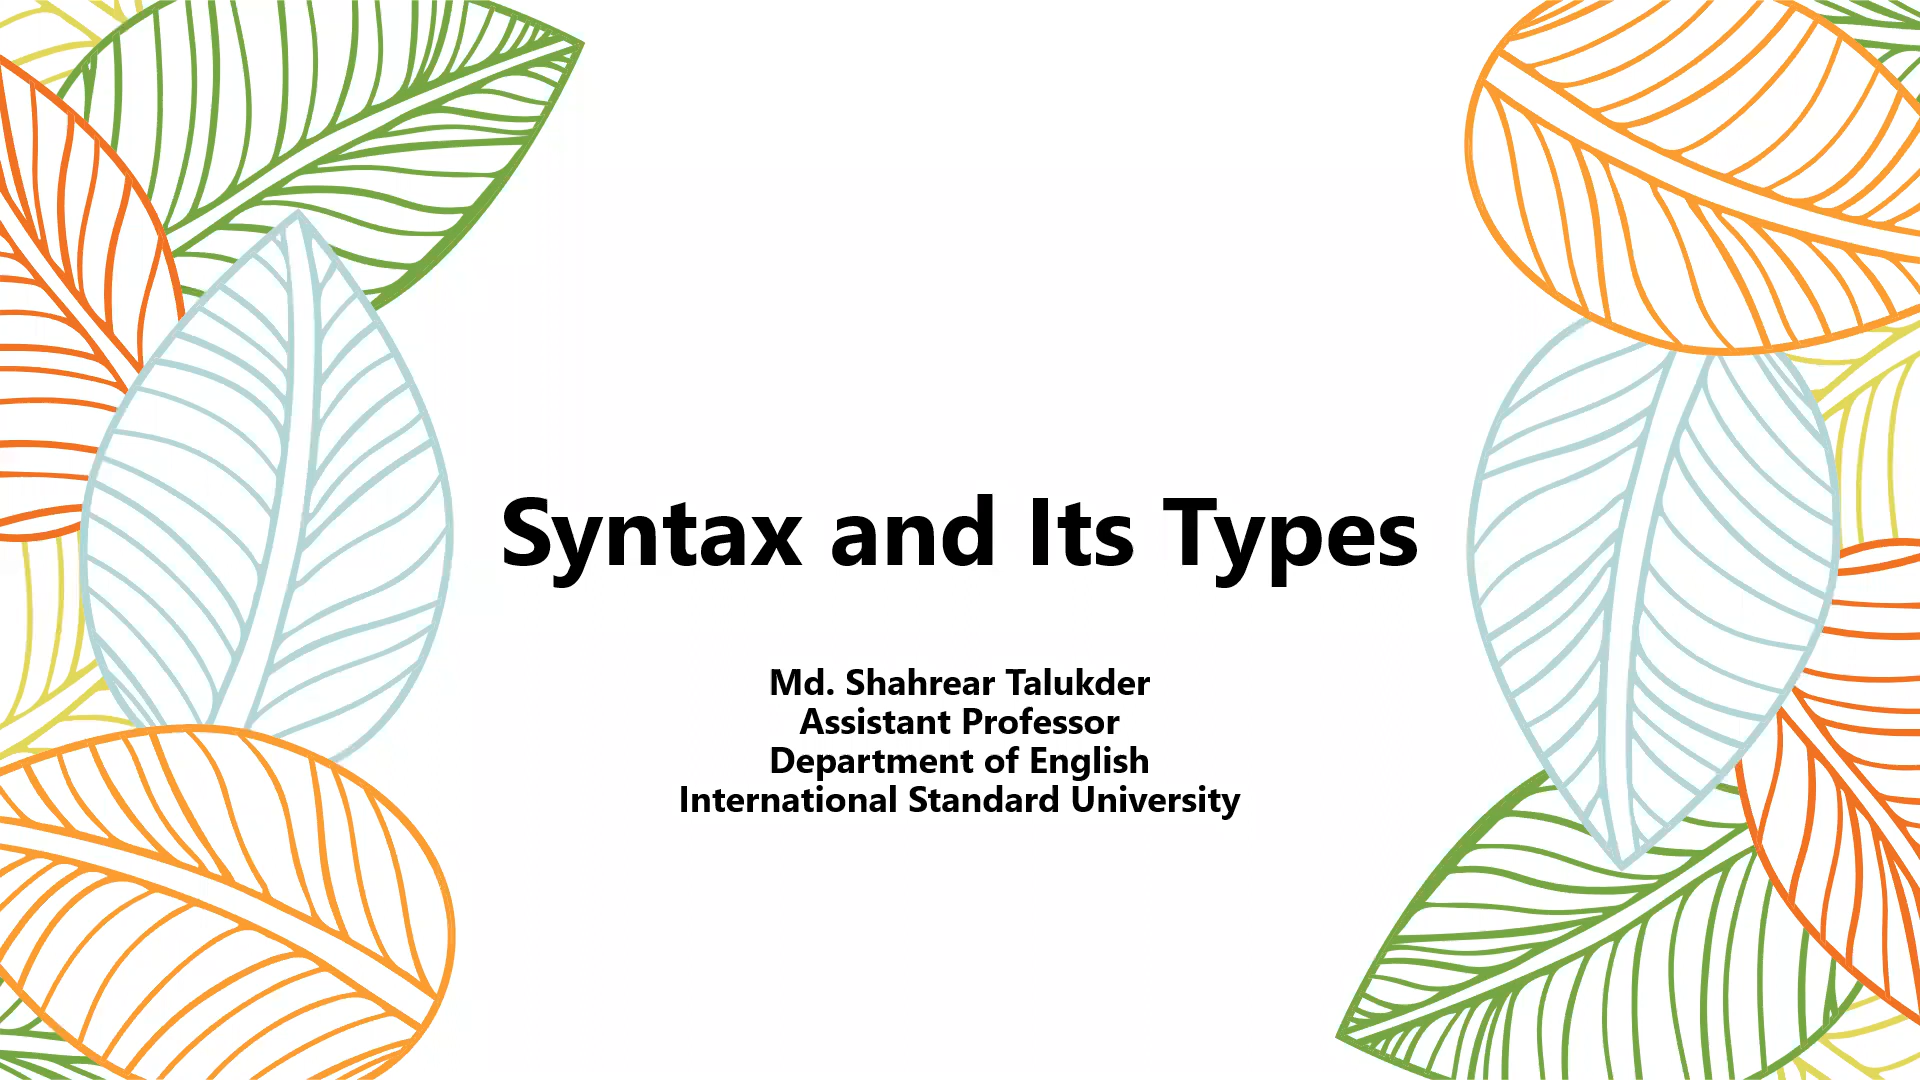 Syntax and Its Types
Md. Shahrear Talukder
Assistant Professor
Department of English
International Standard University